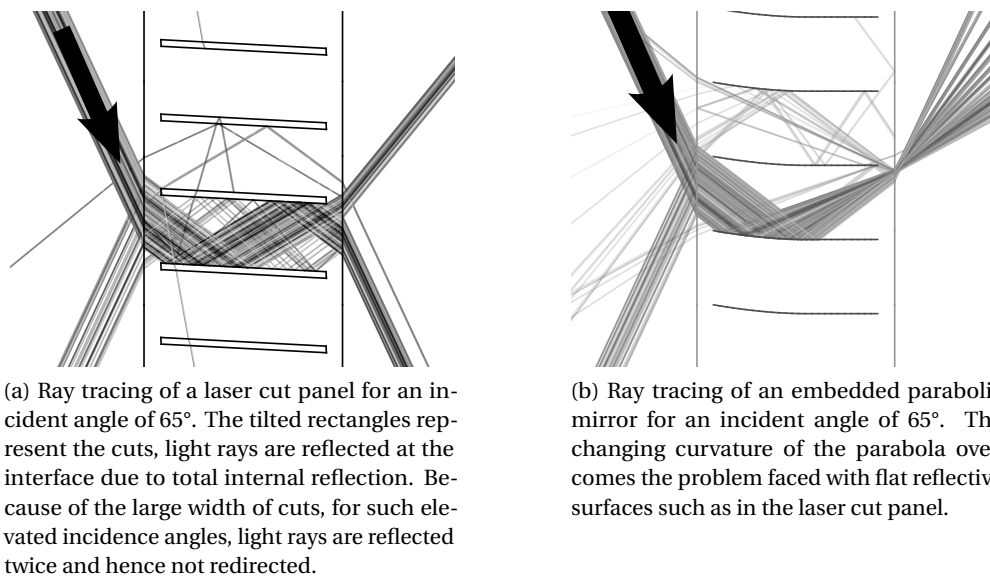 (a) Ray tracing of a laser cut panel for an in-
cident angle of 65°. The tilted rectangles rep-
resent the cuts, light rays are reflected at the
interface due to total internal reflection. Be-
cause of the large width of cuts, for such ele-
vated incidence angles, light rays are reflected
twice and hence not redirected.
(b) Ray tracing of an embedded paraboli
mirror for an incident angle of 65°. Th
changing curvature of the parabola ove
comes the problem faced with flat reflectiv
surfaces such as in the laser cut panel.